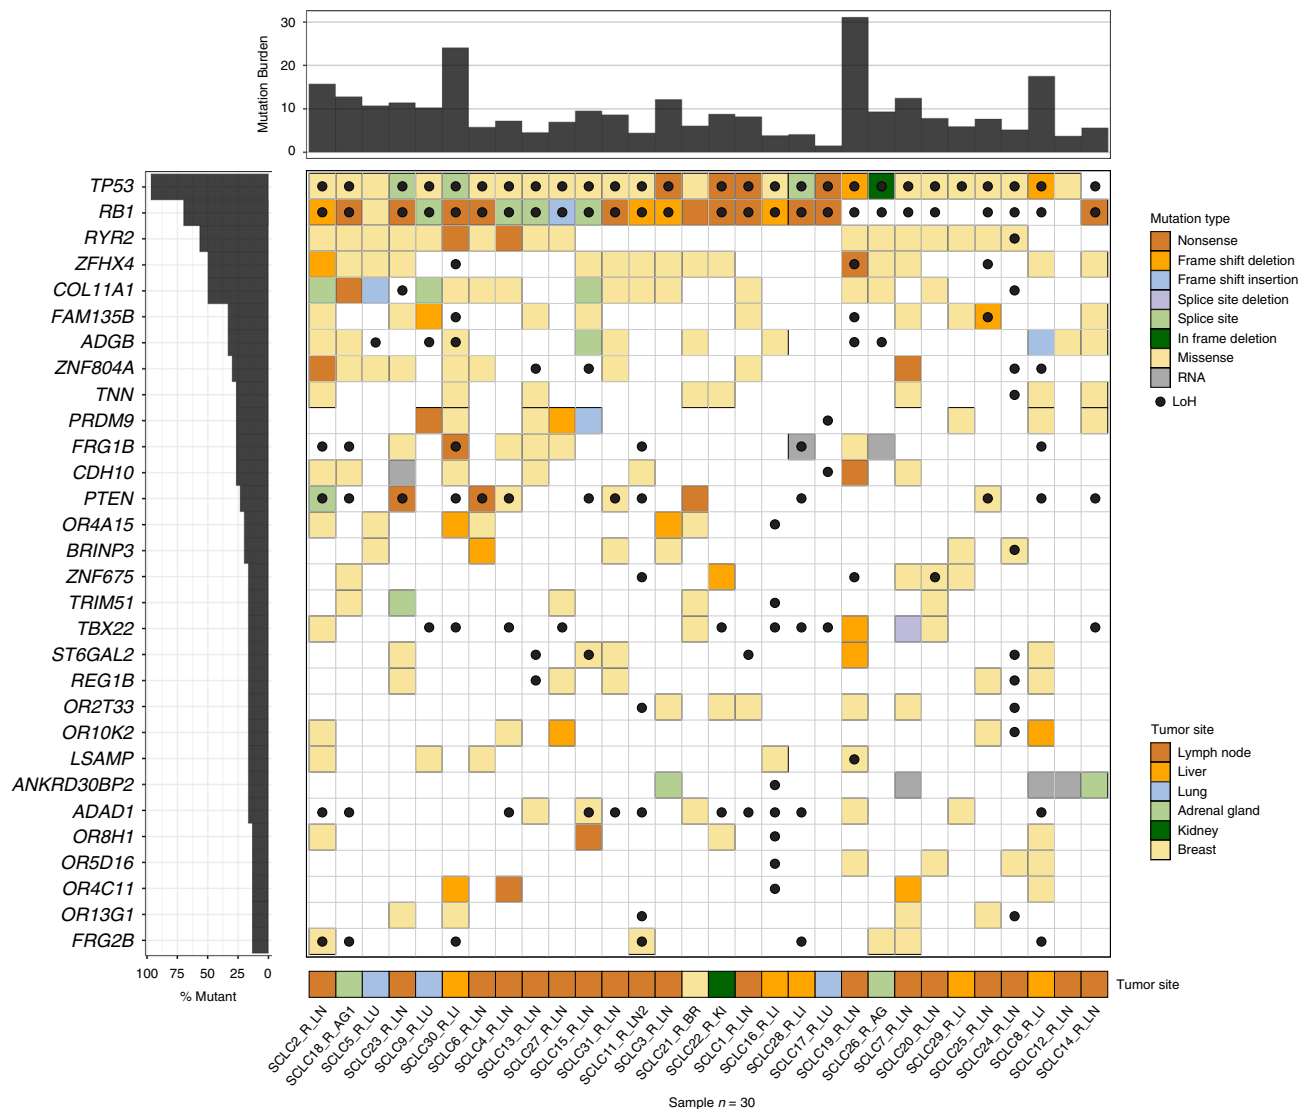 Mutation Burden
30
20
10
0
TP53
RB1
RYR2
ZFHX4
COL11A1
FAM135B
ADGB
ZNF804A
TNN
PRDM9
FRG1B
CDH10
PTEN
OR4A15
BRINP3
ZNF675
TRIM51
TBX22
ST6GAL2
REG1B
OR2T33
OR10K2
LSAMP
ANKRD30BP2
ADAD1
OR8H1
OR5D16
OR4C11
OR13G1
FRG2B
100 75 50 25 0
% Mutant
Mutation type
Nonsense
Frame shift deletion
Frame shift insertion
Splice site deletion
Splice site
In frame deletion
Missense
RNA
LoH
Tumor site
Lymph node
Liver
Lung
Adrenal gland
Kidney
Breast
Tumor site
SCLC2_R_LN
SCLC18_R_AG1
SCLC5_R_LU
SCLC23_R_LN
SCLC9_R_LU
SCLC30_R_LI
SCLC6_R_LN
SCLC4_R_LN
SCLC13_R_LN
SCLC27_R_LN
SCLC15_R_LN
SCLC31_R_LN
SCLC11_R_LN2
SCLC3_R_LN
SCLC21_R_BR
SCLC22_R_KI
SCLC1_R_LN
SCLC16_R_LI
SCLC28_R_LI
SCLC17_R_LU
SCLC19_R_LN
SCLC26_R_AG
SCLC7_R_LN
SCLC20_R_LN
SCLC29_R_LI
SCLC25_R_LN
SCLC24_R_LN
SCLC8_R_LI
SCLC12_R_LN
SCLC14_R_LN
Sample n = 30